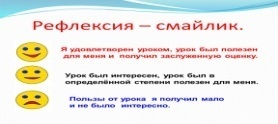 Рефлексия – смайлик.
Я удовлетворен уроком, урок был полезен
для меня и получил заслуженную оценку.
Урок был интересен, урок был в
определённой степени полезен для меня.
Пользы от урока я получил мало
и не было интересно.